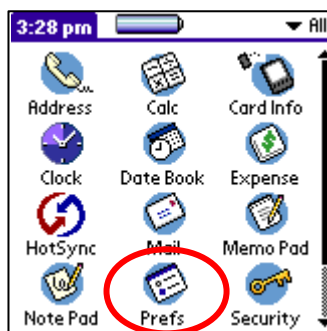 3:28 pm All
Address Calc Card Info
Clock Date Book Expense
HotSync Mail Memo Pad
Note Pad Prefs Security